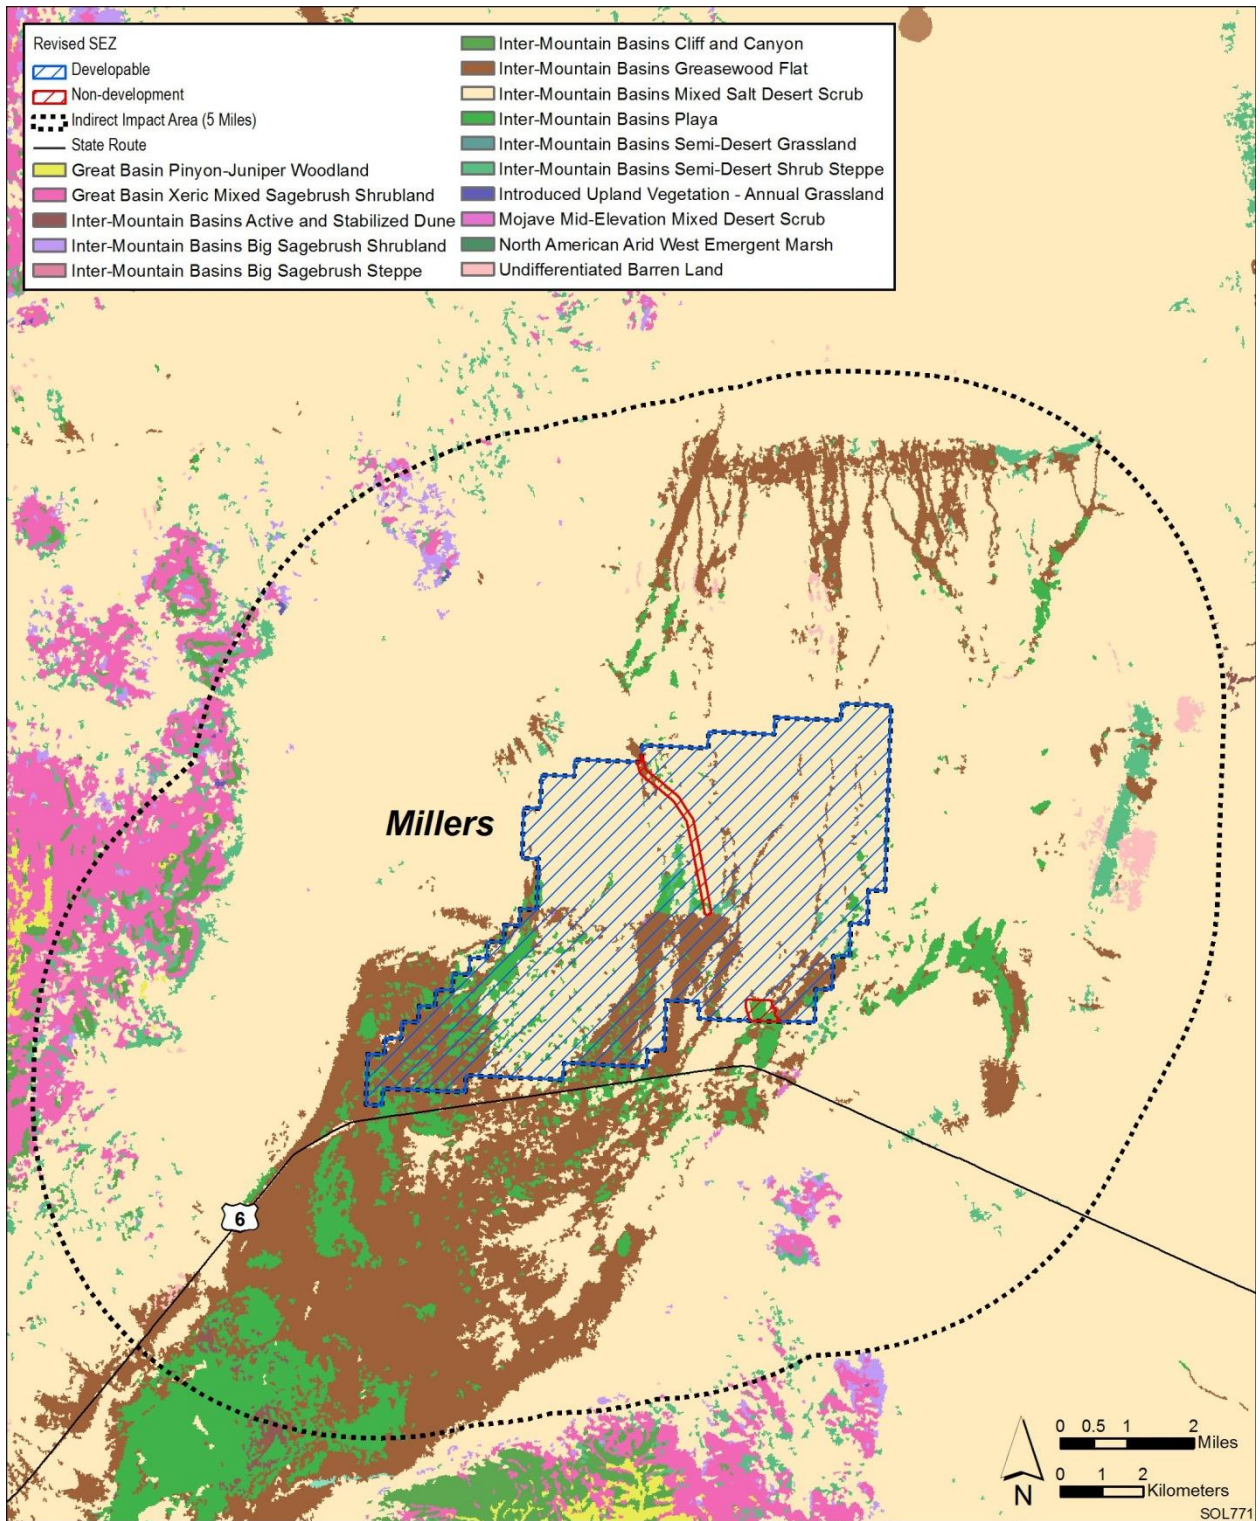 Revised SEZ
Developable
Non-development
Indirect Impact Area (5 Miles)
State Route
Great Basin Pinyon-Juniper Woodland
Great Basin Xeric Mixed Sagebrush Shrubland
Inter-Mountain Basins Active and Stabilized Dune
Inter-Mountain Basins Big Sagebrush Shrubland
Inter-Mountain Basins Big Sagebrush Steppe
Inter-Mountain Basins Cliff and Canyon
Inter-Mountain Basins Greasewood Flat
Inter-Mountain Basins Mixed Salt Desert Scrub
Inter-Mountain Basins Playa
Inter-Mountain Basins Semi-Desert Grassland
Inter-Mountain Basins Semi-Desert Shrub Steppe
Introduced Upland Vegetation - Annual Grassland
Mojave Mid-Elevation Mixed Desert Scrub
North American Arid West Emergent Marsh
Undifferentiated Barren Land
Millers
6
N
0 0.5 1 2
Miles
0 1 2
Kilometers
SOL771